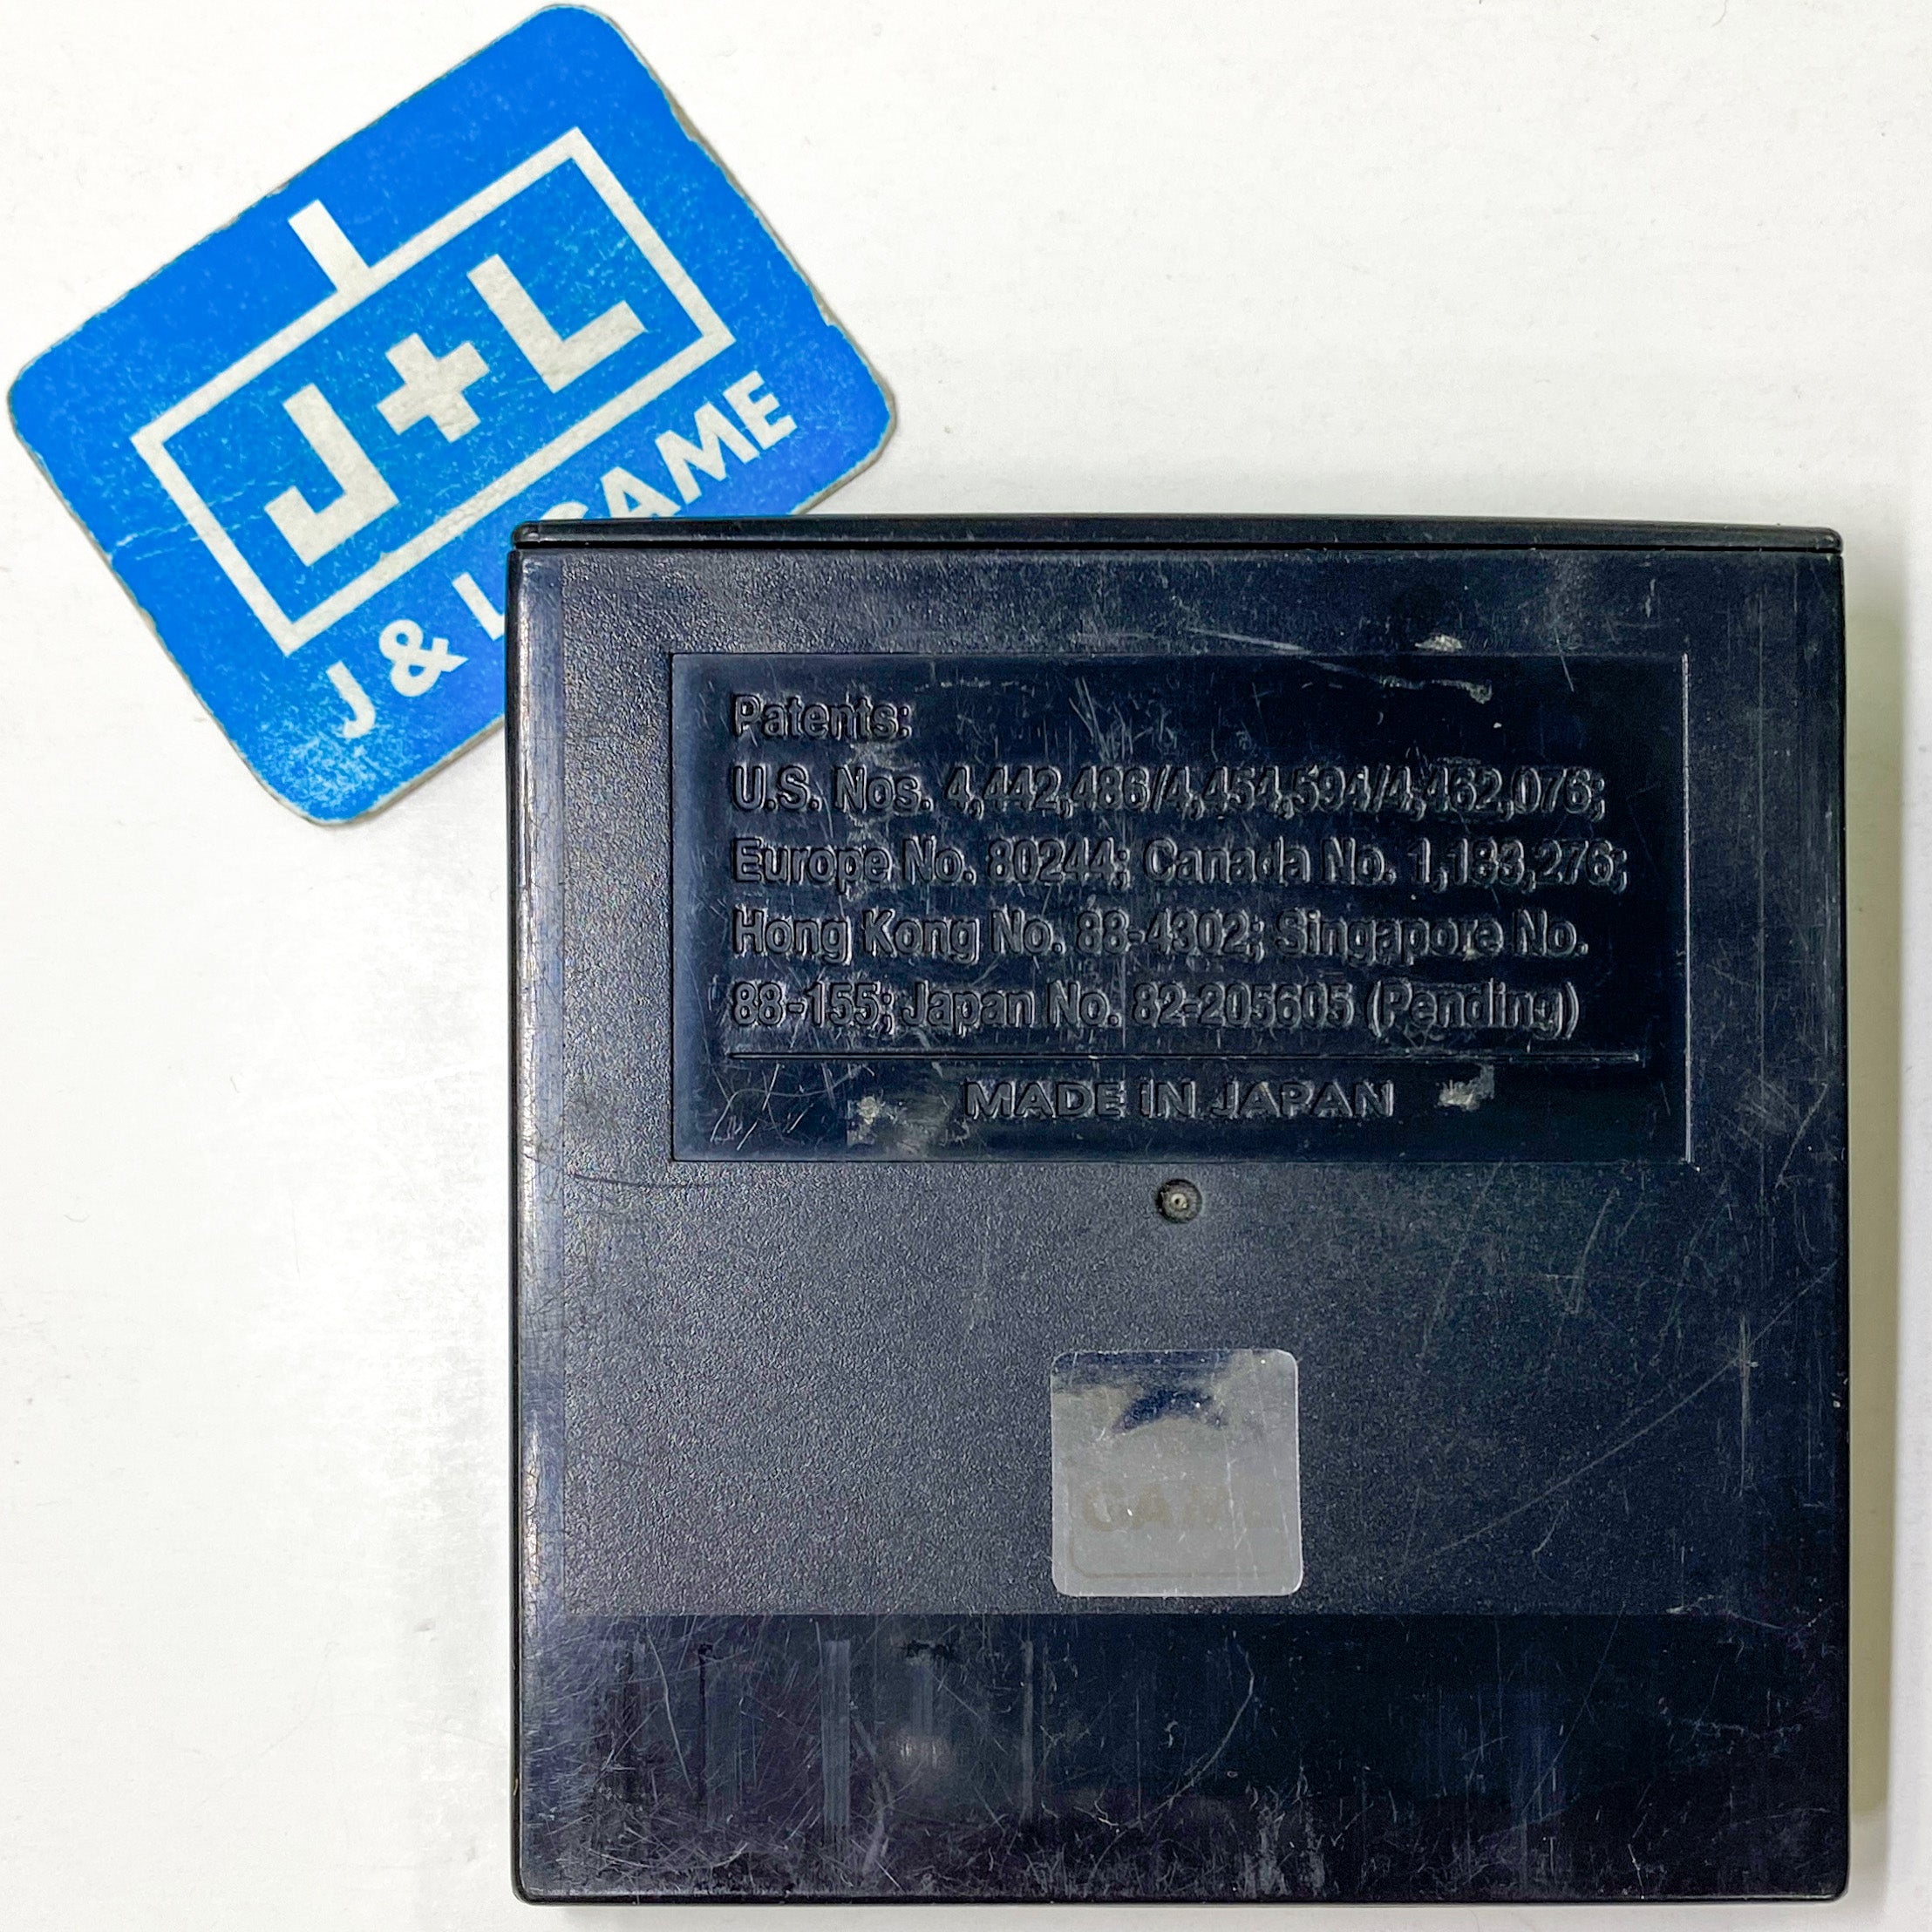 J+L
J & L GAME
Patents:
U.S. Nos. 4,442,486/4,454,594/4,462,076;
Europe No. 80244; Canada No. 1,183,276;
Hong Kong No. 88-4302; Singapore No.
88-155; Japan No. 82-205605 (Pending)
MADE IN JAPAN